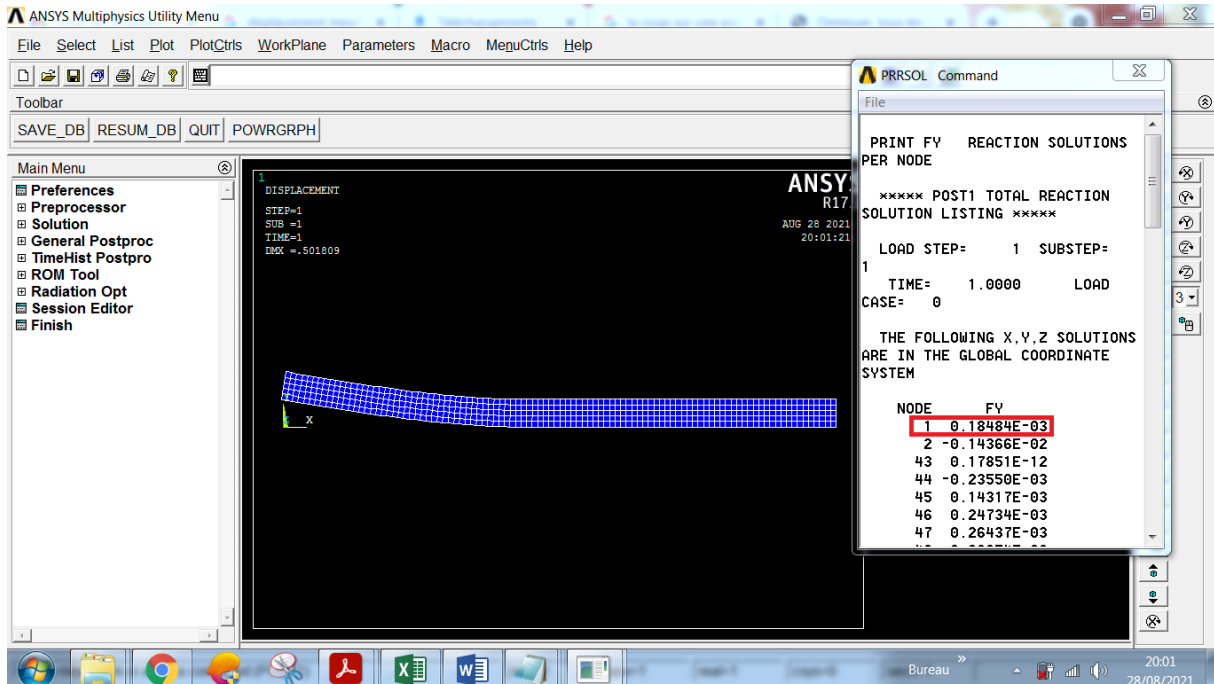 ANSYS Multiphysics Utility Menu
File Select List Plot PlotCtrls WorkPlane Parameters Macro MenuCtrls Help
Toolbar
SAVE_DB RESUM_DB QUIT POWRGRPH
Main Menu
Preferences
Preprocessor
Solution
General Postproc
TimeHist Postpro
ROM Tool
Radiation Opt
Session Editor
Finish
1
DISPLACEMENT
STEP=1
SUB =1
TIME=1
DMX =.501809
ANSYS
R17.
AUG 28 2021
20:01:21
X
PRRSOL Command
File
PRINT FY REACTION SOLUTIONS
PER NODE
***** POST1 TOTAL REACTION
SOLUTION LISTING *****
LOAD STEP= 1 SUBSTEP=
1
TIME= 1.0000 LOAD
CASE= 0
THE FOLLOWING X,Y,Z SOLUTIONS
ARE IN THE GLOBAL COORDINATE
SYSTEM
NODE FY
1 0.18484E-03
2 -0.14366E-02
43 0.17851E-12
44 -0.23550E-03
45 0.14317E-03
46 0.24734E-03
47 0.26437E-03
3
Bureau
20:01
28/08/2021